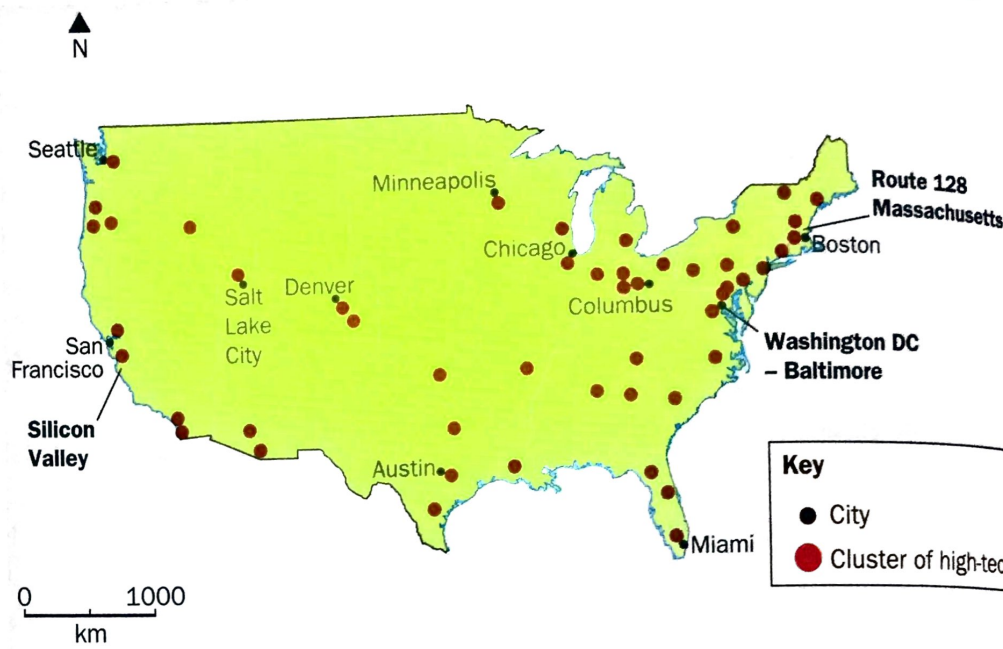 N
Seattle
Minneapolis
Route 128
Massachusetts
Chicago
Boston
Salt
Lake
City
Denver
Columbus
San
Francisco
Washington DC
– Baltimore
Silicon
Valley
Austin
Miami
Key
City
Cluster of high-tec
0 1000
km